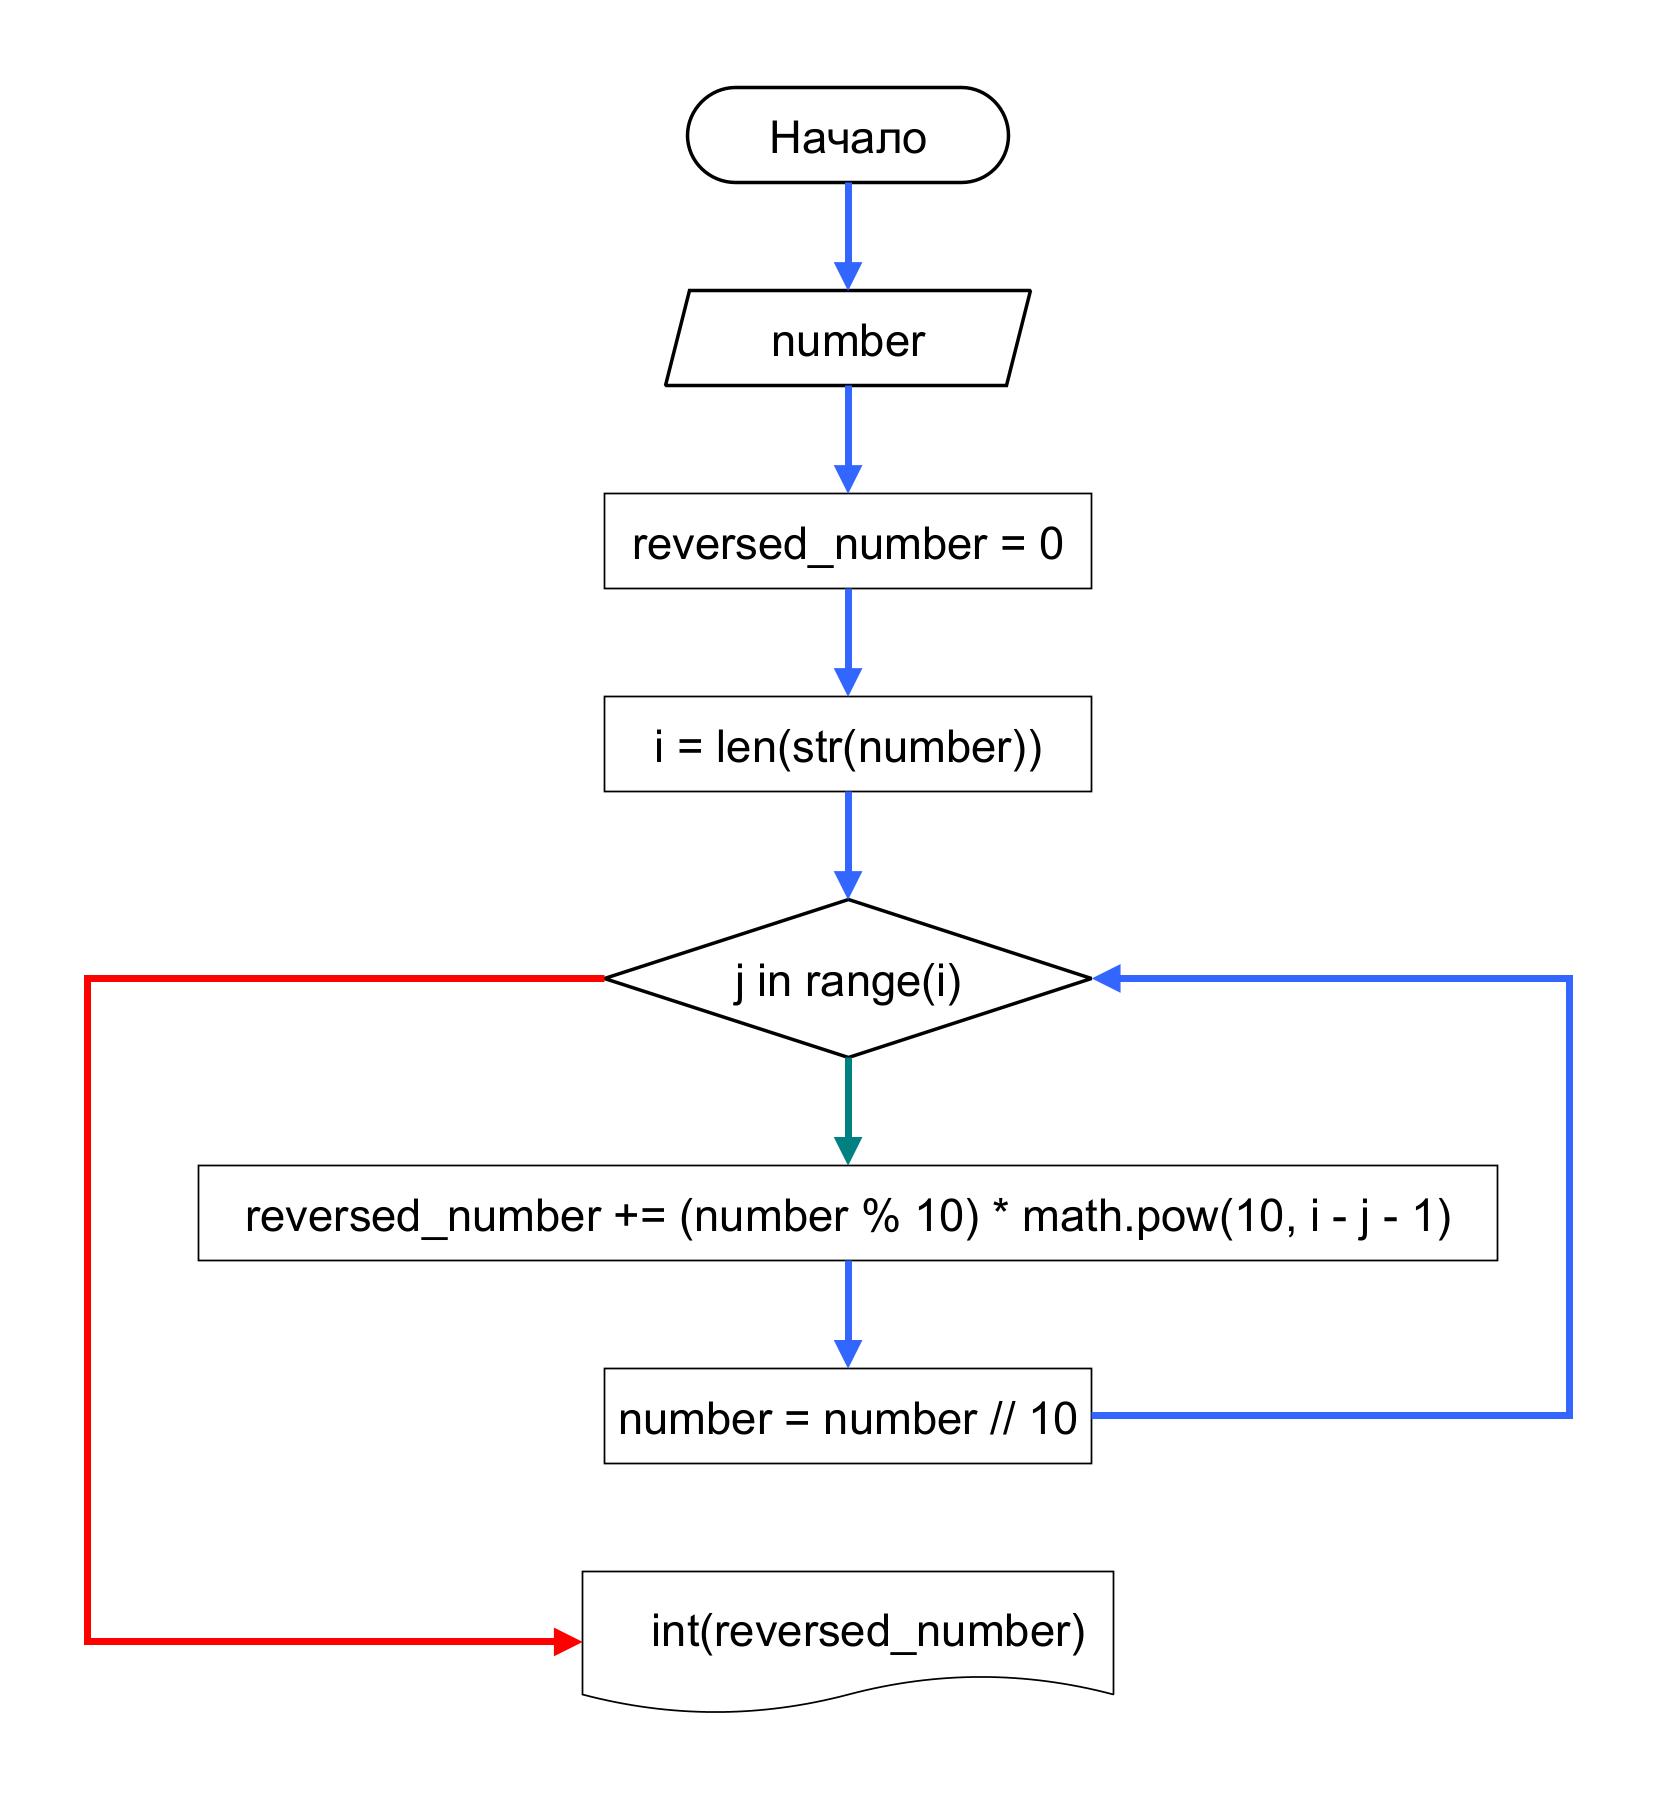 Начало
number
reversed_number = 0
i = len(str(number))
j in range(i)
reversed_number += (number % 10) * math.pow(10, i - j - 1)
number = number // 10
int(reversed_number)